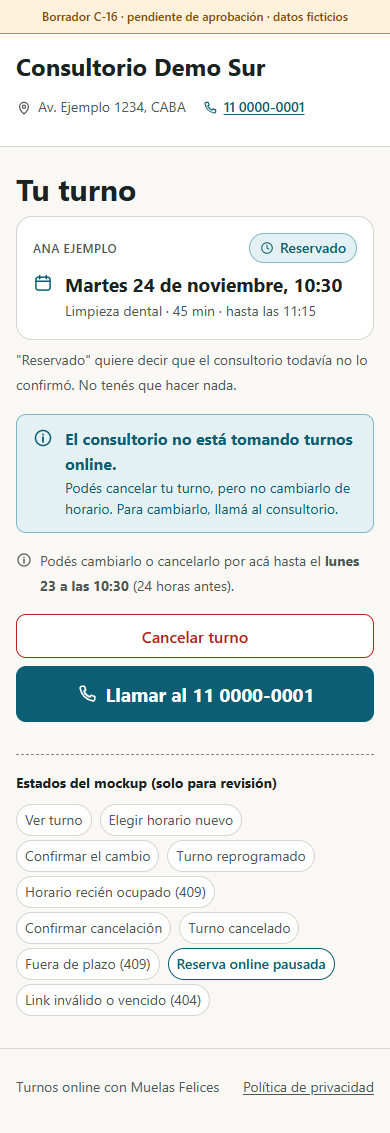 Borrador C-16 · pendiente de aprobación · datos ficticios
Consultorio Demo Sur
Av. Ejemplo 1234, CABA 11 0000-0001
Tu turno
ANA EJEMPLO Reservado
Martes 24 de noviembre, 10:30
Limpieza dental · 45 min · hasta las 11:15
"Reservado" quiere decir que el consultorio todavía no lo
confirmó. No tenés que hacer nada.
El consultorio no está tomando turnos
online.
Podés cancelar tu turno, pero no cambiarlo de
horario. Para cambiarlo, llamá al consultorio.
Podés cambiarlo o cancelarlo por acá hasta el lunes
23 a las 10:30 (24 horas antes).
Cancelar turno
Llamar al 11 0000-0001
Estados del mockup (solo para revisión)
Ver turno Elegir horario nuevo
Confirmar el cambio Turno reprogramado
Horario recién ocupado (409)
Confirmar cancelación Turno cancelado
Fuera de plazo (409) Reserva online pausada
Link inválido o vencido (404)
Turnos online con Muelas Felices Política de privacidad